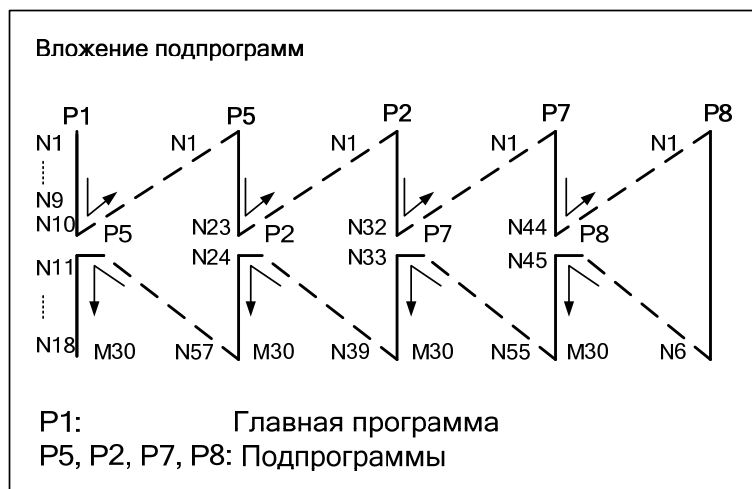 Вложение подпрограмм
P1 P5 P2 P7 P8
N1 N1 N1 N1 N1
N9
N10 P5 N23 P2 N32 P7 N44 P8
N11 N24 N33 N45
N18 M30 N57 M30 N39 M30 N55 M30 N6
P1: Главная программа
P5, P2, P7, P8: Подпрограммы